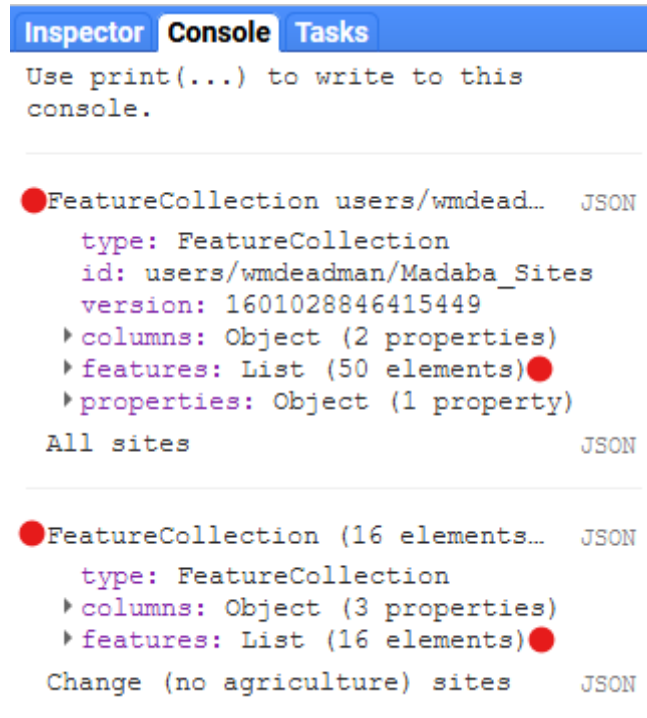 Inspector Console Tasks
Use print(...) to write to this
console.
FeatureCollection users/wmdead… JSON
type: FeatureCollection
id: users/wmdeadman/Madaba_Sites
version: 1601028846415449
columns: Object (2 properties)
features: List (50 elements)
properties: Object (1 property)
All sites JSON
FeatureCollection (16 elements… JSON
type: FeatureCollection
columns: Object (3 properties)
features: List (16 elements)
Change (no agriculture) sites JSON